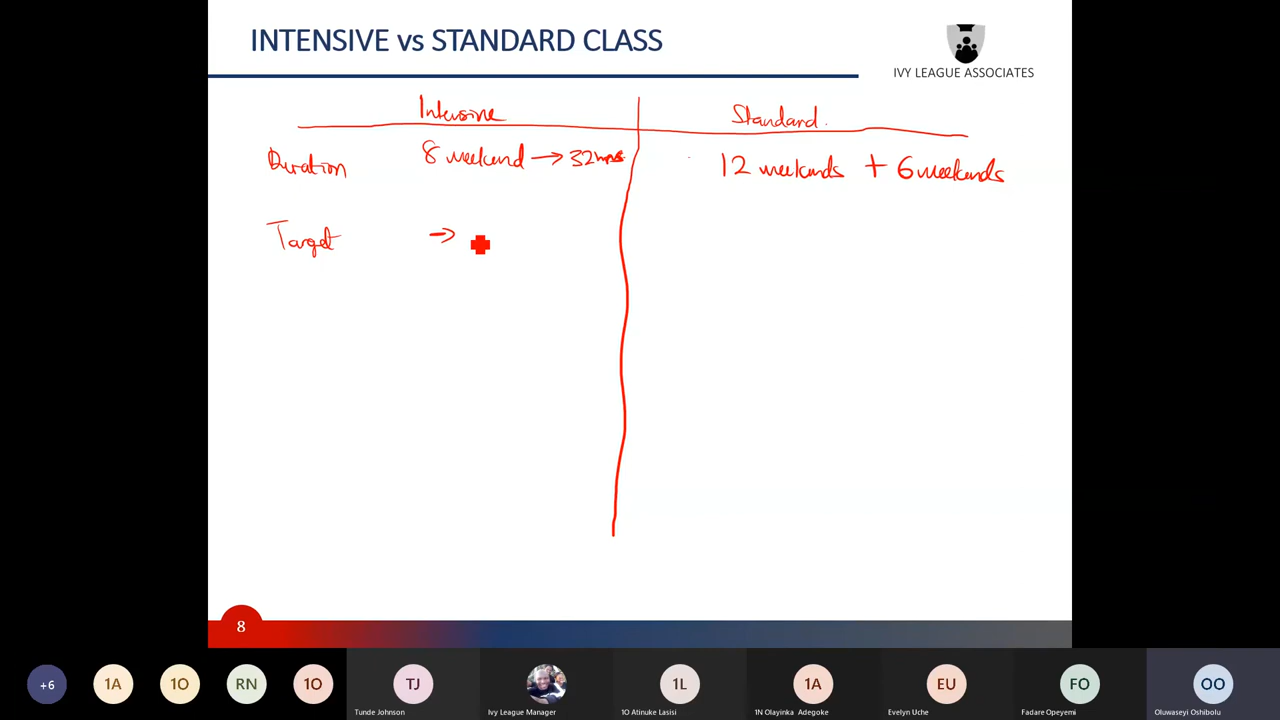 INTENSIVE vs STANDARD CLASS
IVY LEAGUE ASSOCIATES
Intensive Standard.
Duration 8 weekend → 32hrs 12 weekends + 6 weekends
Target →
8
+6 1A 1O RN 1O TJ 1L 1A EU FO OO
Tunde Johnson Ivy League Manager 1O Atinuke Lasisi 1N Olayinka Adegoke Evelyn Uche Fadare Opeyemi Oluwaseyi Oshibolu